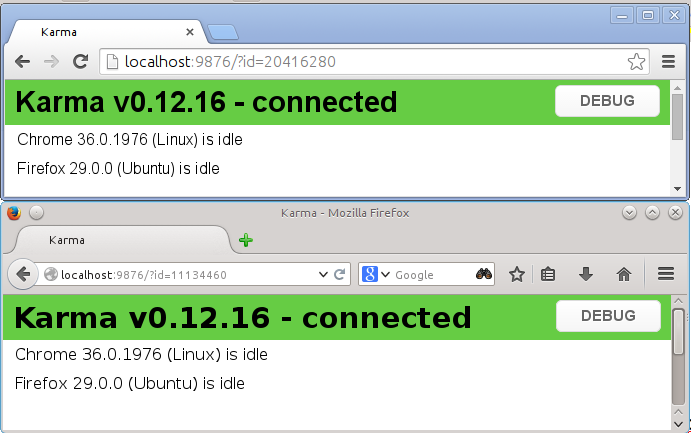 Karma
localhost:9876/?id=20416280
Karma v0.12.16 - connected
DEBUG
Chrome 36.0.1976 (Linux) is idle
Firefox 29.0.0 (Ubuntu) is idle
Karma - Mozilla Firefox
Karma
localhost:9876/?id=11134460
Google
Karma v0.12.16 - connected
DEBUG
Chrome 36.0.1976 (Linux) is idle
Firefox 29.0.0 (Ubuntu) is idle